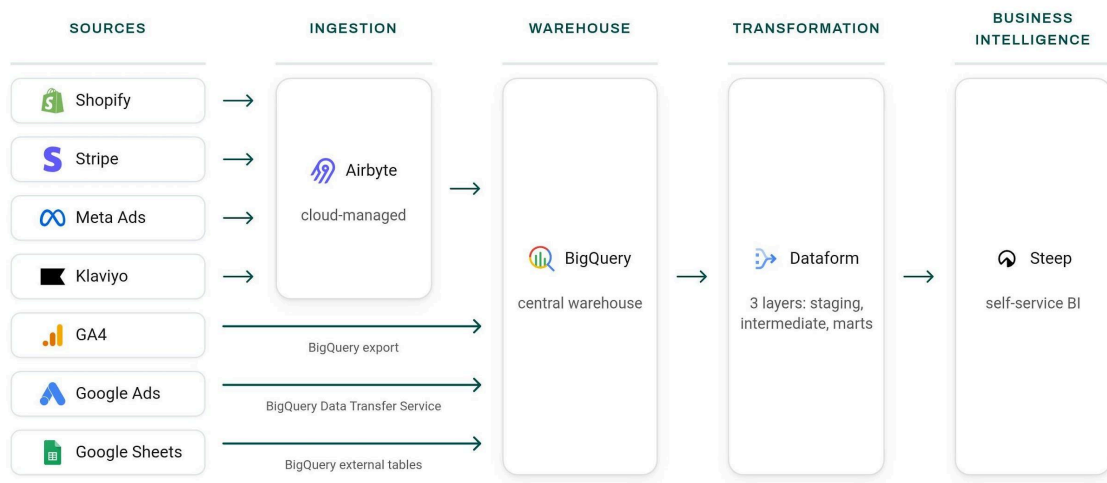 SOURCES
INGESTION
WAREHOUSE
TRANSFORMATION
BUSINESS
INTELLIGENCE
Shopify
Stripe
Meta Ads
Klaviyo
GA4
Google Ads
Google Sheets
Airbyte
cloud-managed
BigQuery export
BigQuery Data Transfer Service
BigQuery external tables
BigQuery
central warehouse
Dataform
3 layers: staging,
intermediate, marts
Steep
self-service BI